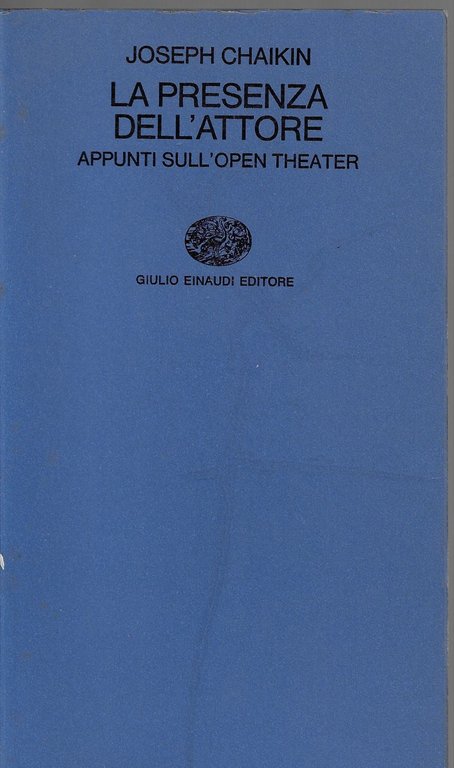 JOSEPH CHAIKIN
LA PRESENZA
DELL'ATTORE
APPUNTI SULL'OPEN THEATER
GIULIO EINAUDI EDITORE